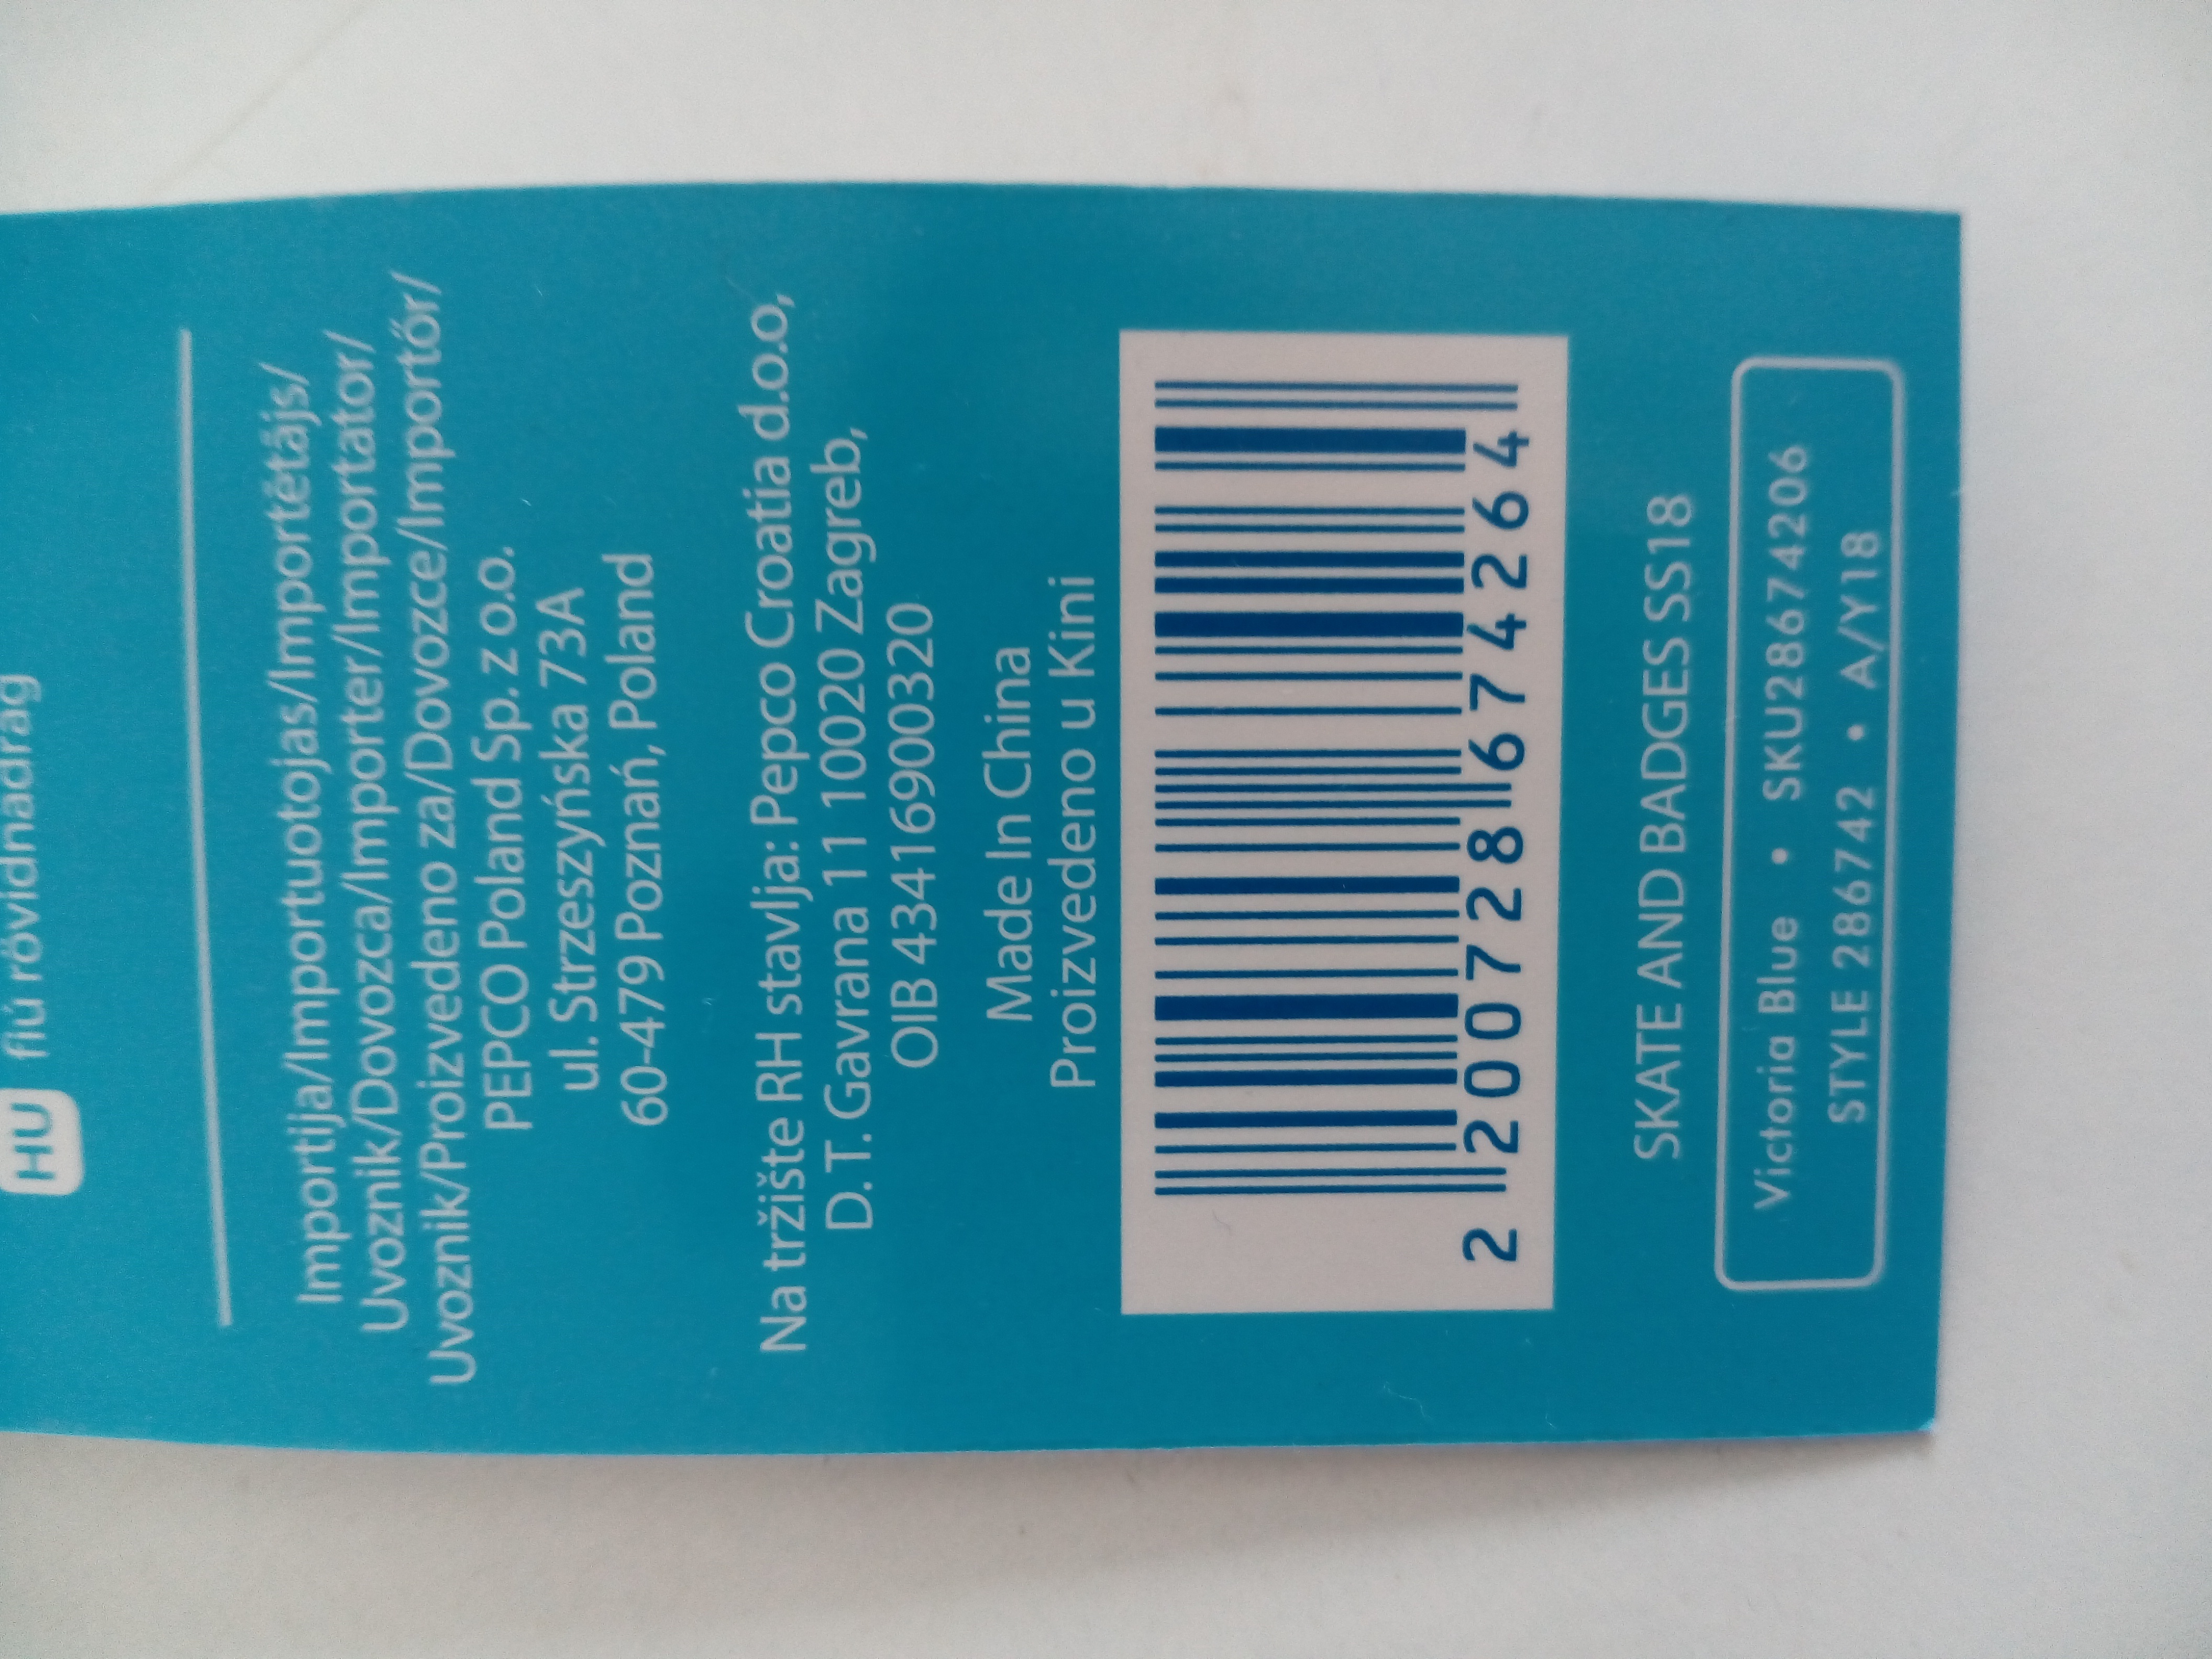 HU fiú rövidnadrág
Importija/Importuotojas/Importētājs/
Uvoznik/Dovozca/Importer/Importator/
Uvoznik/Proizvedeno za/Dovozce/Importőr/
PEPCO Poland Sp. z o.o.
ul. Strzeszyńska 73A
60-479 Poznań, Poland
Na tržište RH stavlja: Pepco Croatia d.o.o,
D. T. Gavrana 11 10020 Zagreb,
OIB 43416900320
Made In China
Proizvedeno u Kini
2 200728 674264
SKATE AND BADGES SS18
Victoria Blue • SKU28674206
STYLE 286742 • A/Y18